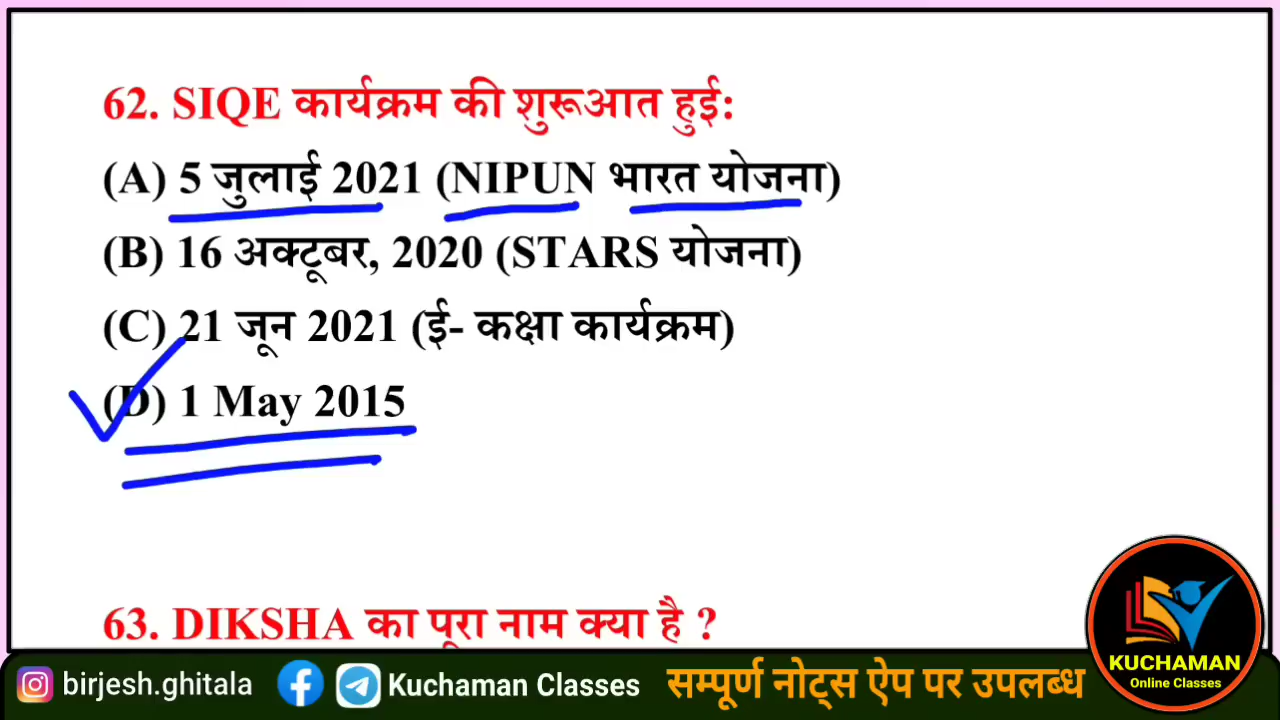 62. SIQE कार्यक्रम की शुरूआत हुई:
(A) 5 जुलाई 2021 (NIPUN भारत योजना)
(B) 16 अक्टूबर, 2020 (STARS योजना)
(C) 21 जून 2021 (ई- कक्षा कार्यक्रम)
(D) 1 May 2015
63. DIKSHA का पूरा नाम क्या है ?
KUCHAMAN
Online Classes
birjesh.ghitala
Kuchaman Classes
सम्पूर्ण नोट्स ऐप पर उपलब्ध